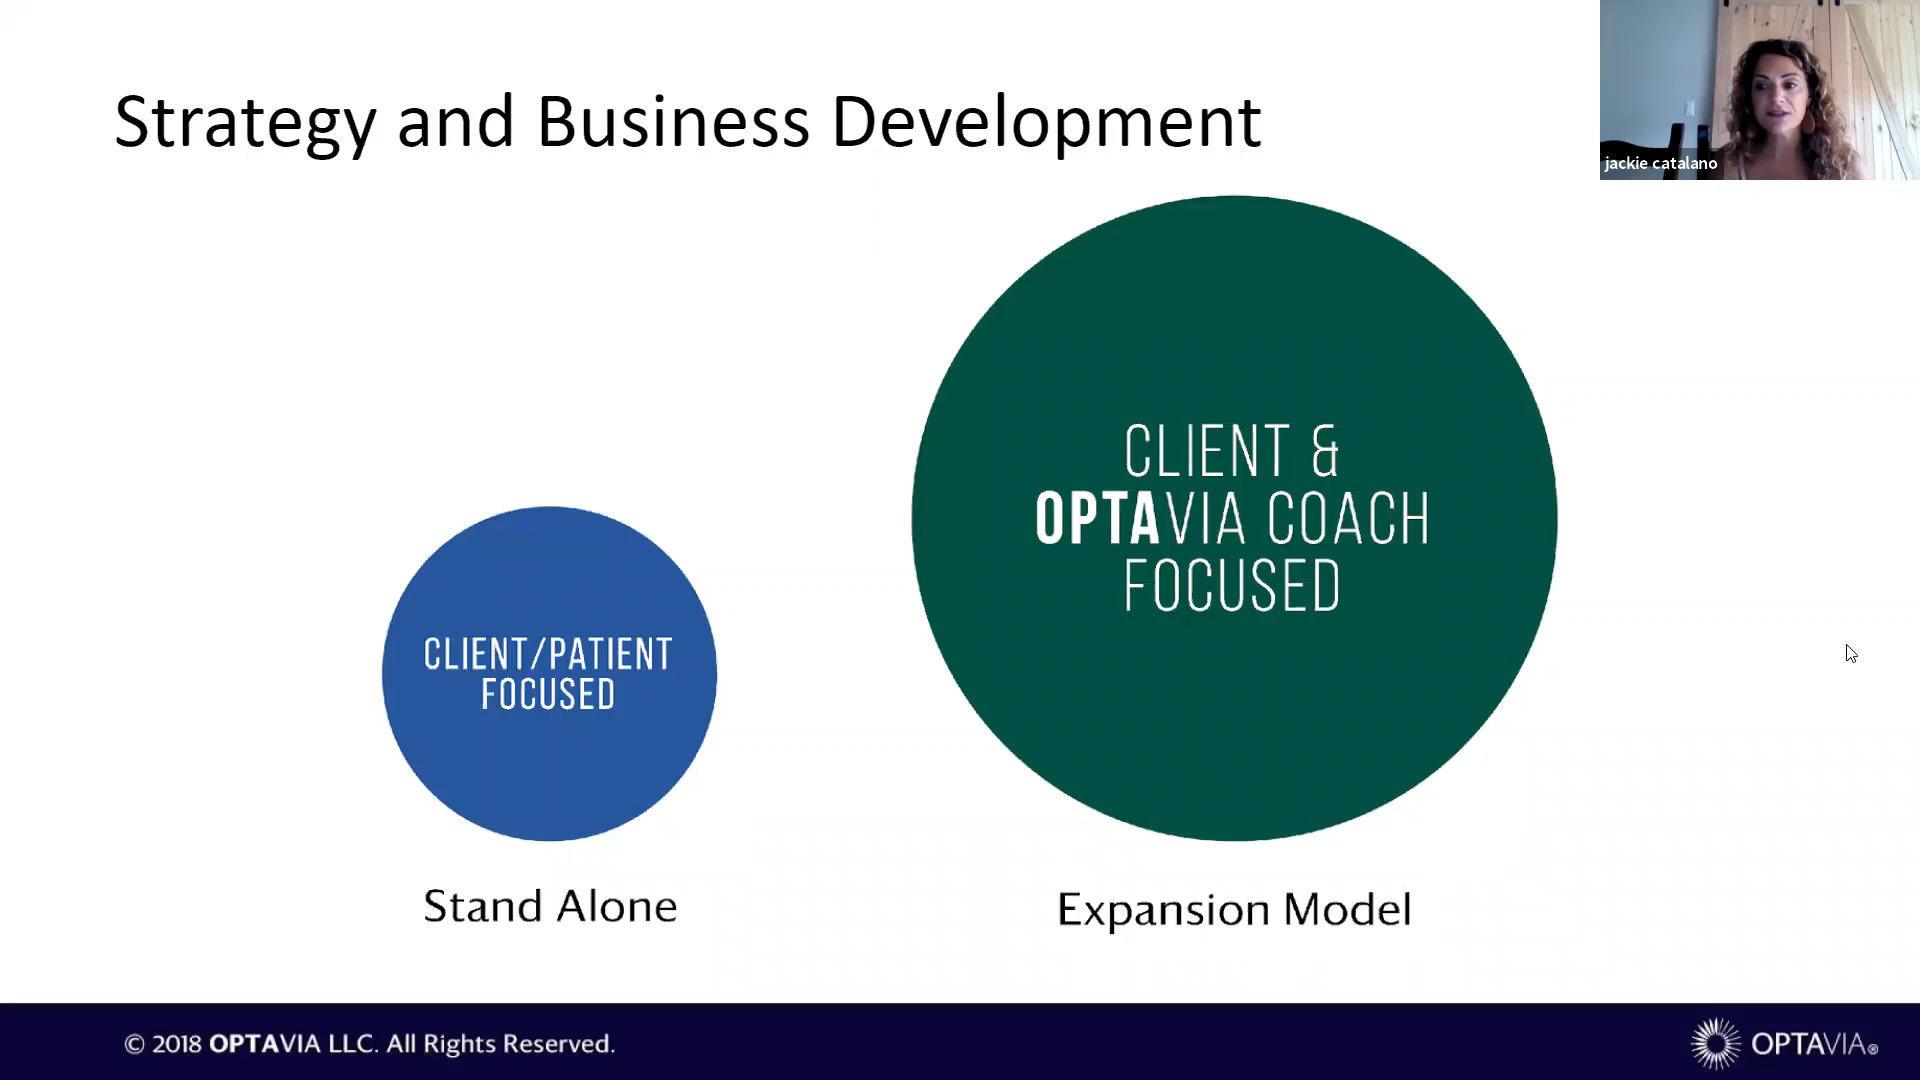 Strategy and Business Development
jackie catalano
CLIENT/PATIENT
FOCUSED
Stand Alone
CLIENT &
OPTAVIA COACH
FOCUSED
Expansion Model
© 2018 OPTAVIA LLC. All Rights Reserved.
OPTAVIA®